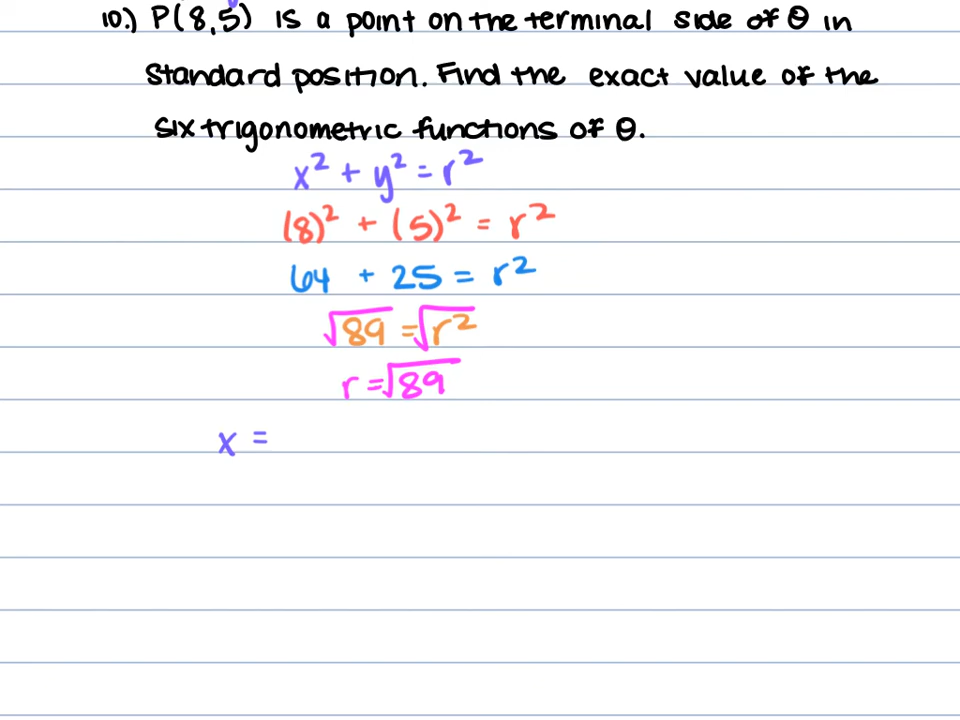 10.) P(8,5) is a point on the terminal side of θ in
standard position. Find the exact value of the
six trigonometric functions of θ.
x² + y² = r²
(8)² + (5)² = r²
64 + 25 = r²
√89 = √r²
r = √89
x =